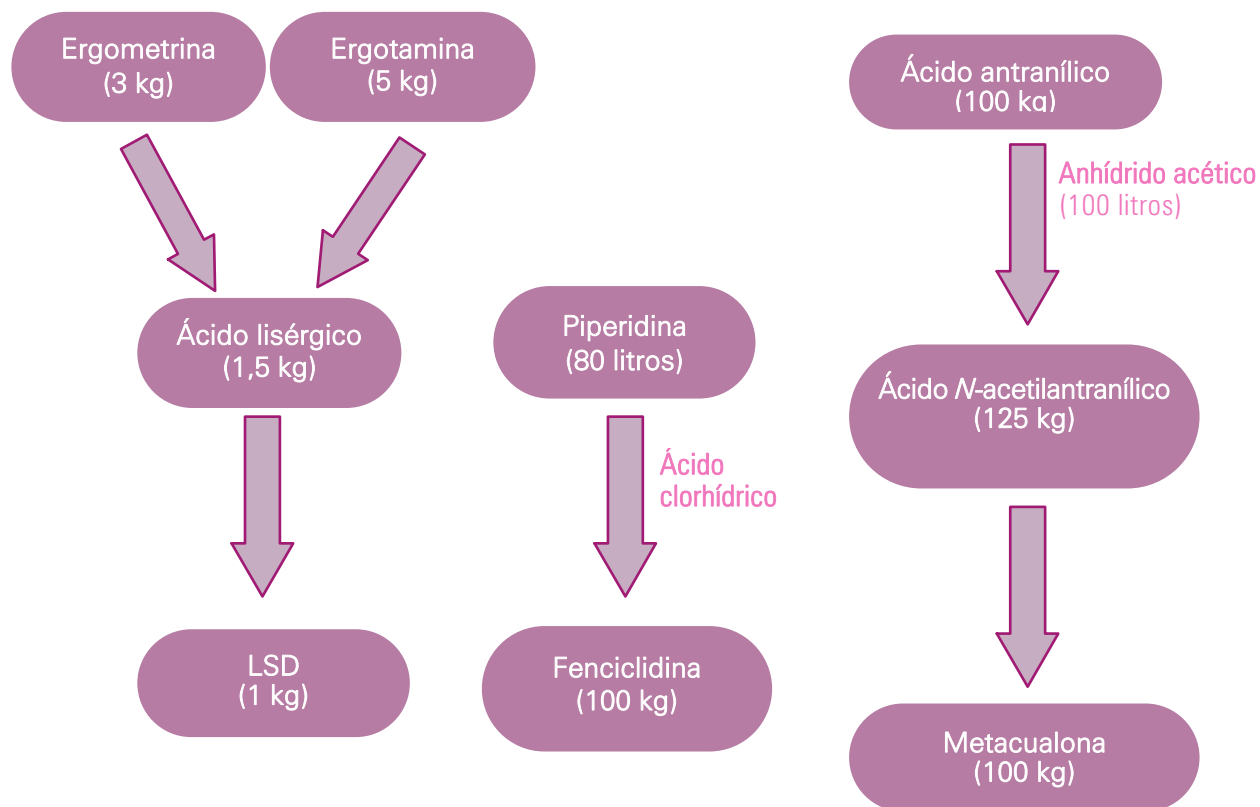 Ergometrina
(3 kg)
Ergotamina
(5 kg)
Ácido lisérgico
(1,5 kg)
LSD
(1 kg)
Piperidina
(80 litros)
Ácido
clorhídrico
Fenciclidina
(100 kg)
Ácido antranílico
(100 kg)
Anhídrido acético
(100 litros)
Ácido N-acetilantranílico
(125 kg)
Metacualona
(100 kg)